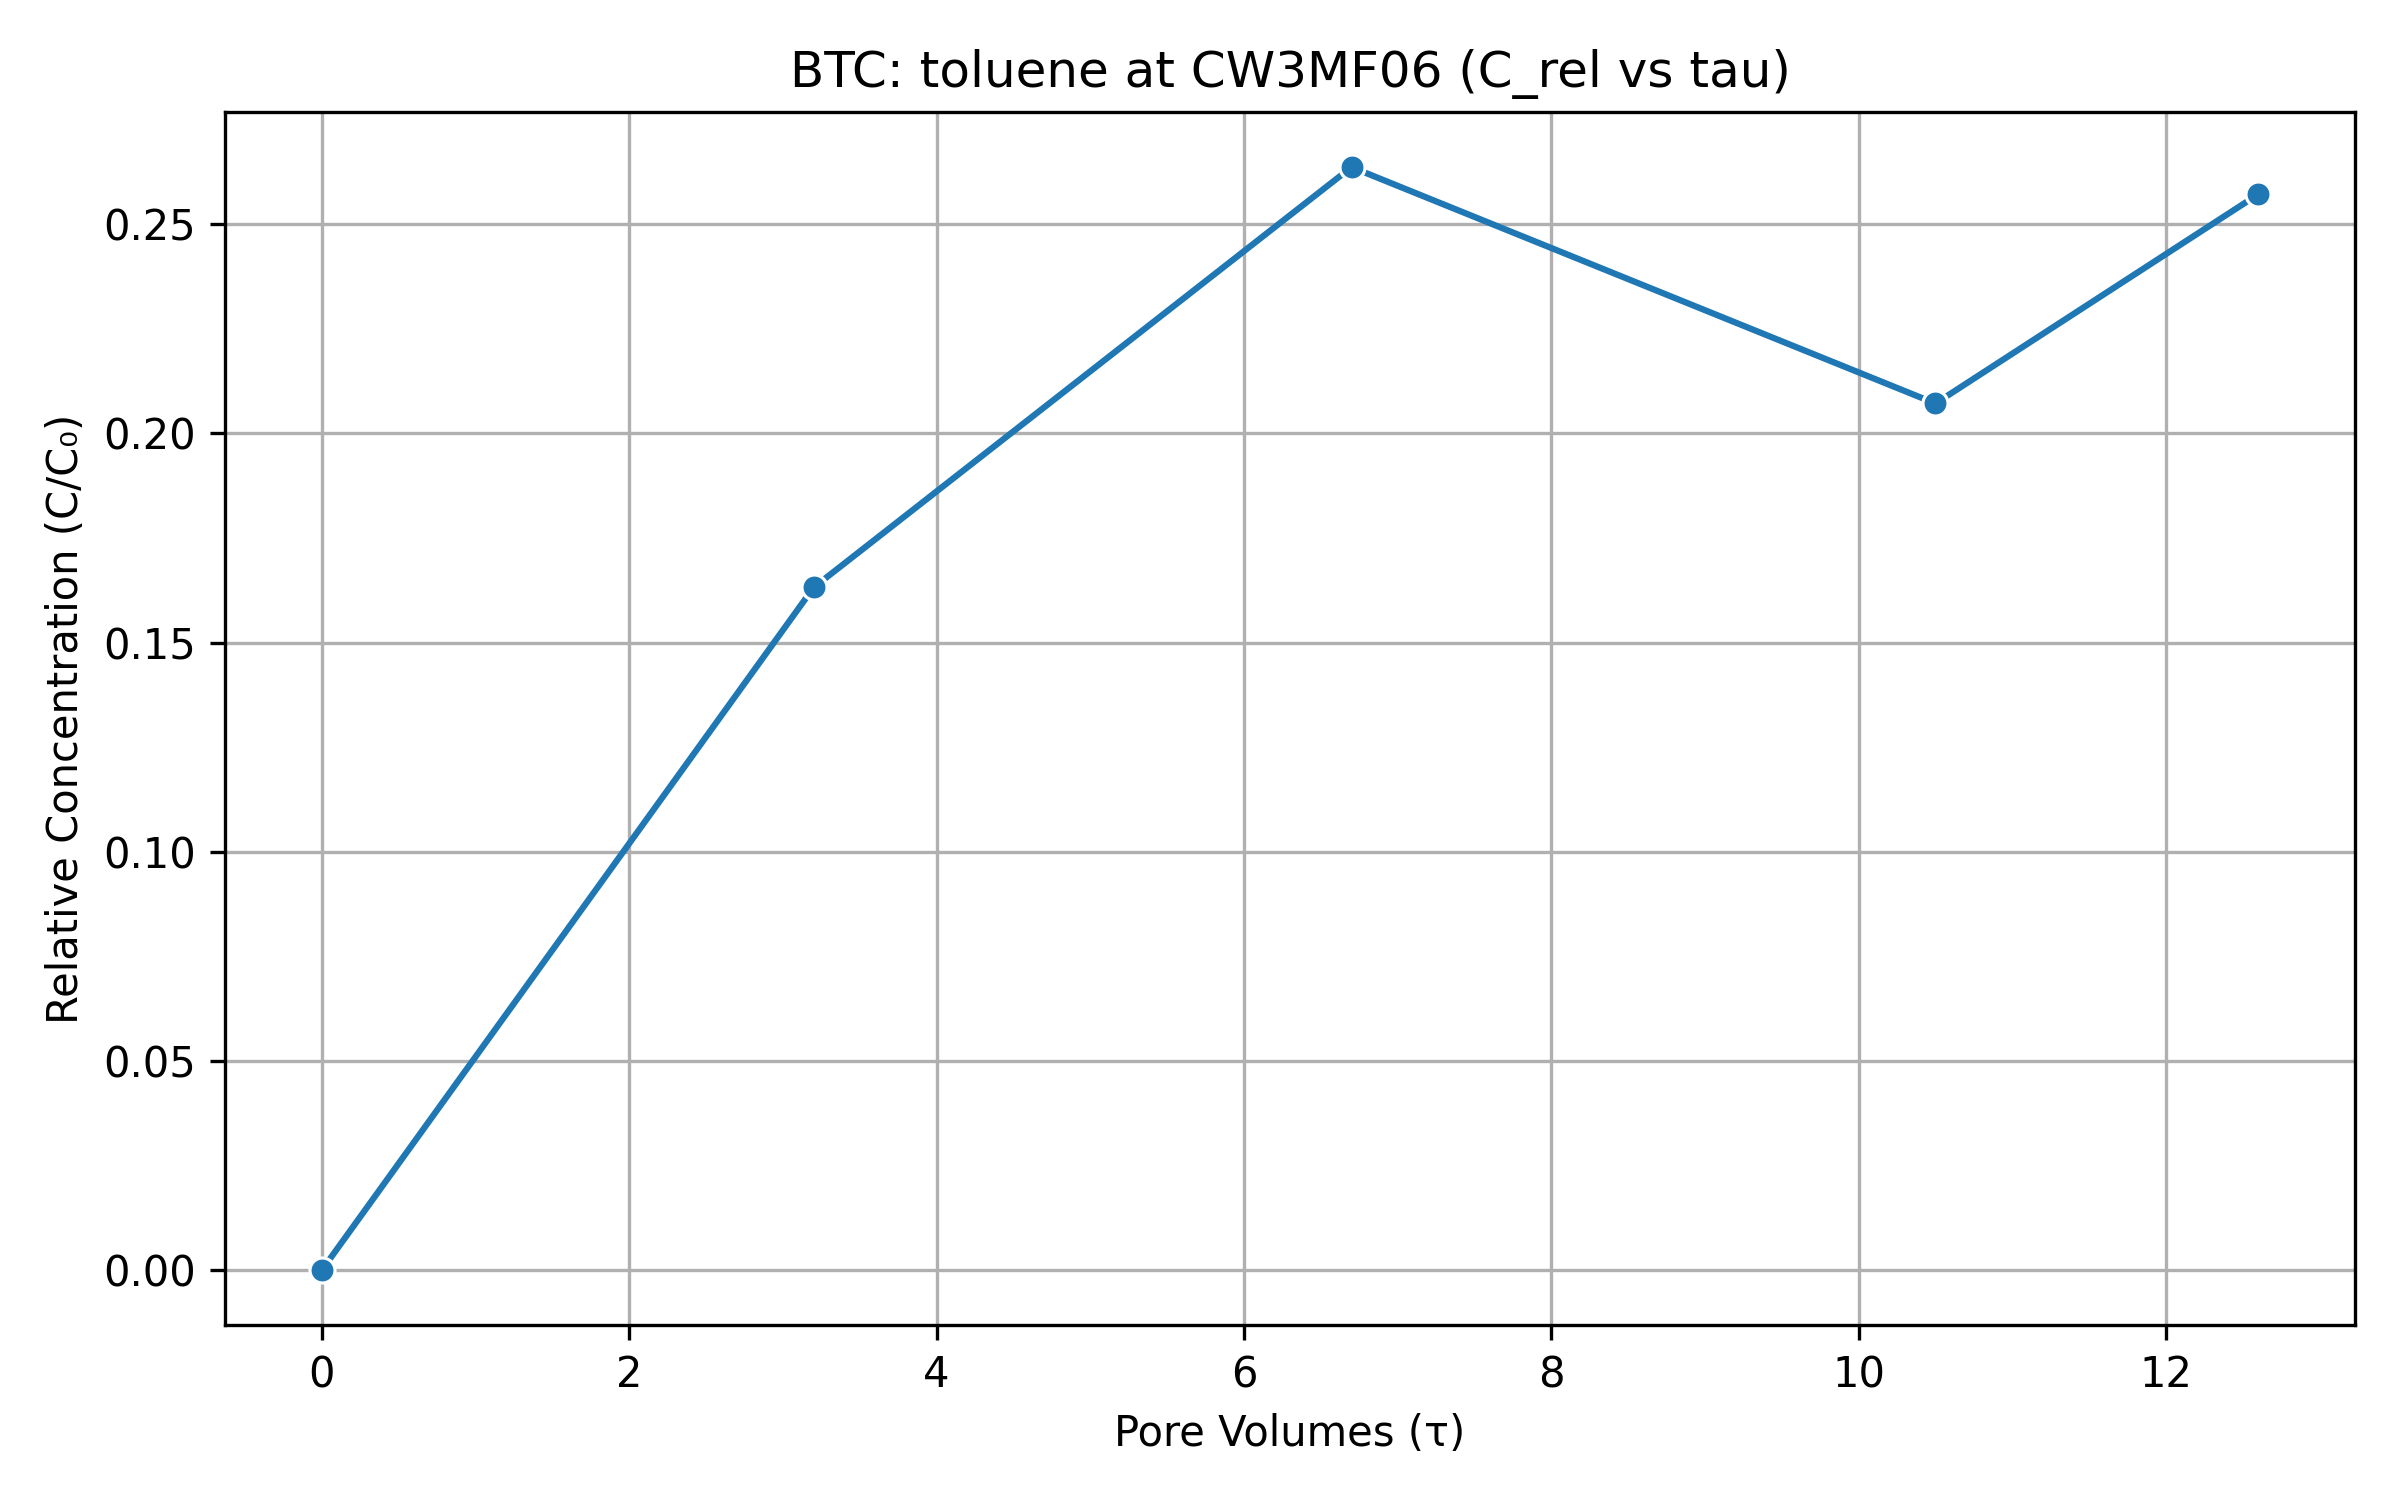 BTC: toluene at CW3MF06 (C_rel vs tau)
Relative Concentration (C/C₀)
0.25
0.20
0.15
0.10
0.05
0.00
0 2 4 6 8 10 12
Pore Volumes (τ)